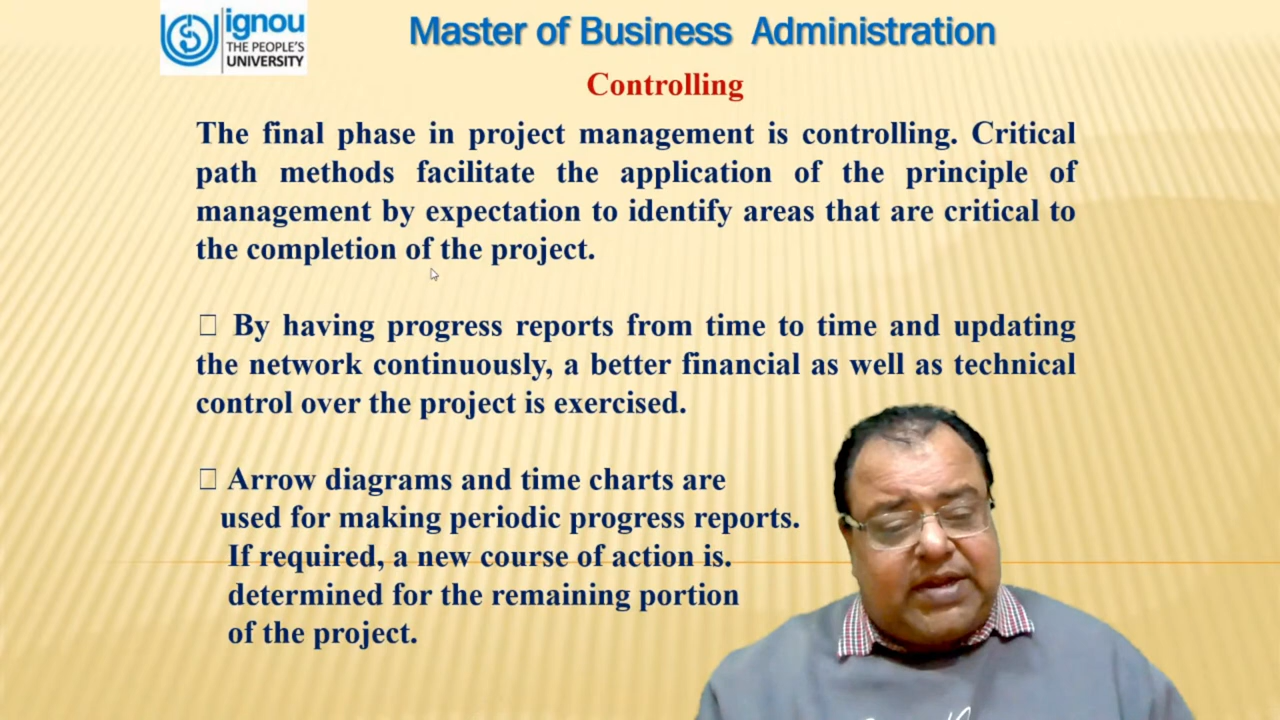 ignou
THE PEOPLE'S
UNIVERSITY
Master of Business Administration
Controlling
The final phase in project management is controlling. Critical
path methods facilitate the application of the principle of
management by expectation to identify areas that are critical to
the completion of the project.
By having progress reports from time to time and updating
the network continuously, a better financial as well as technical
control over the project is exercised.
Arrow diagrams and time charts are
used for making periodic progress reports.
If required, a new course of action is.
determined for the remaining portion
of the project.